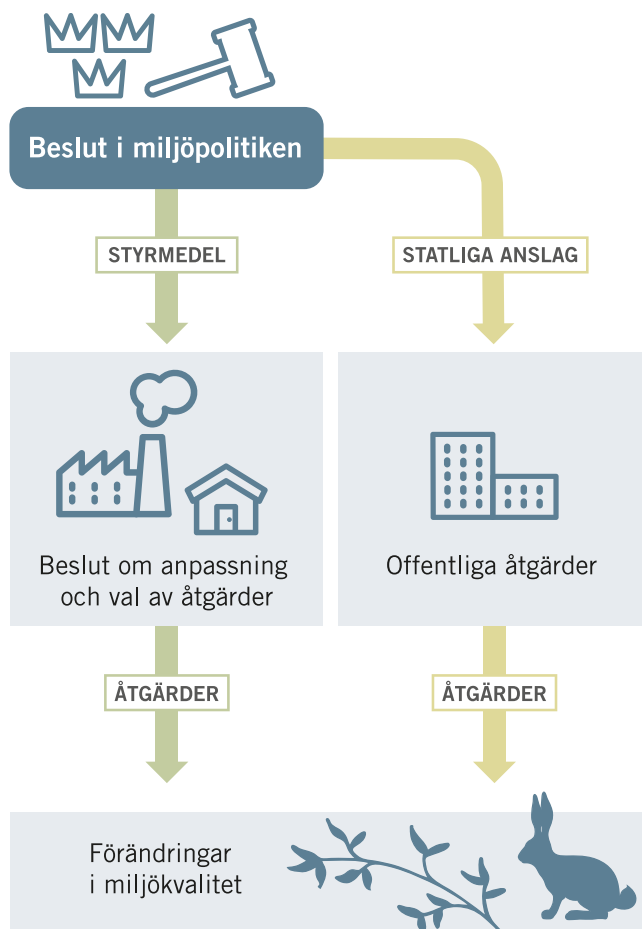 Beslut i miljöpolitiken
STYRMEDEL
STATLIGA ANSLAG
Beslut om anpassning
och val av åtgärder
Offentliga åtgärder
ÅTGÄRDER
ÅTGÄRDER
Förändringar
i miljökvalitet